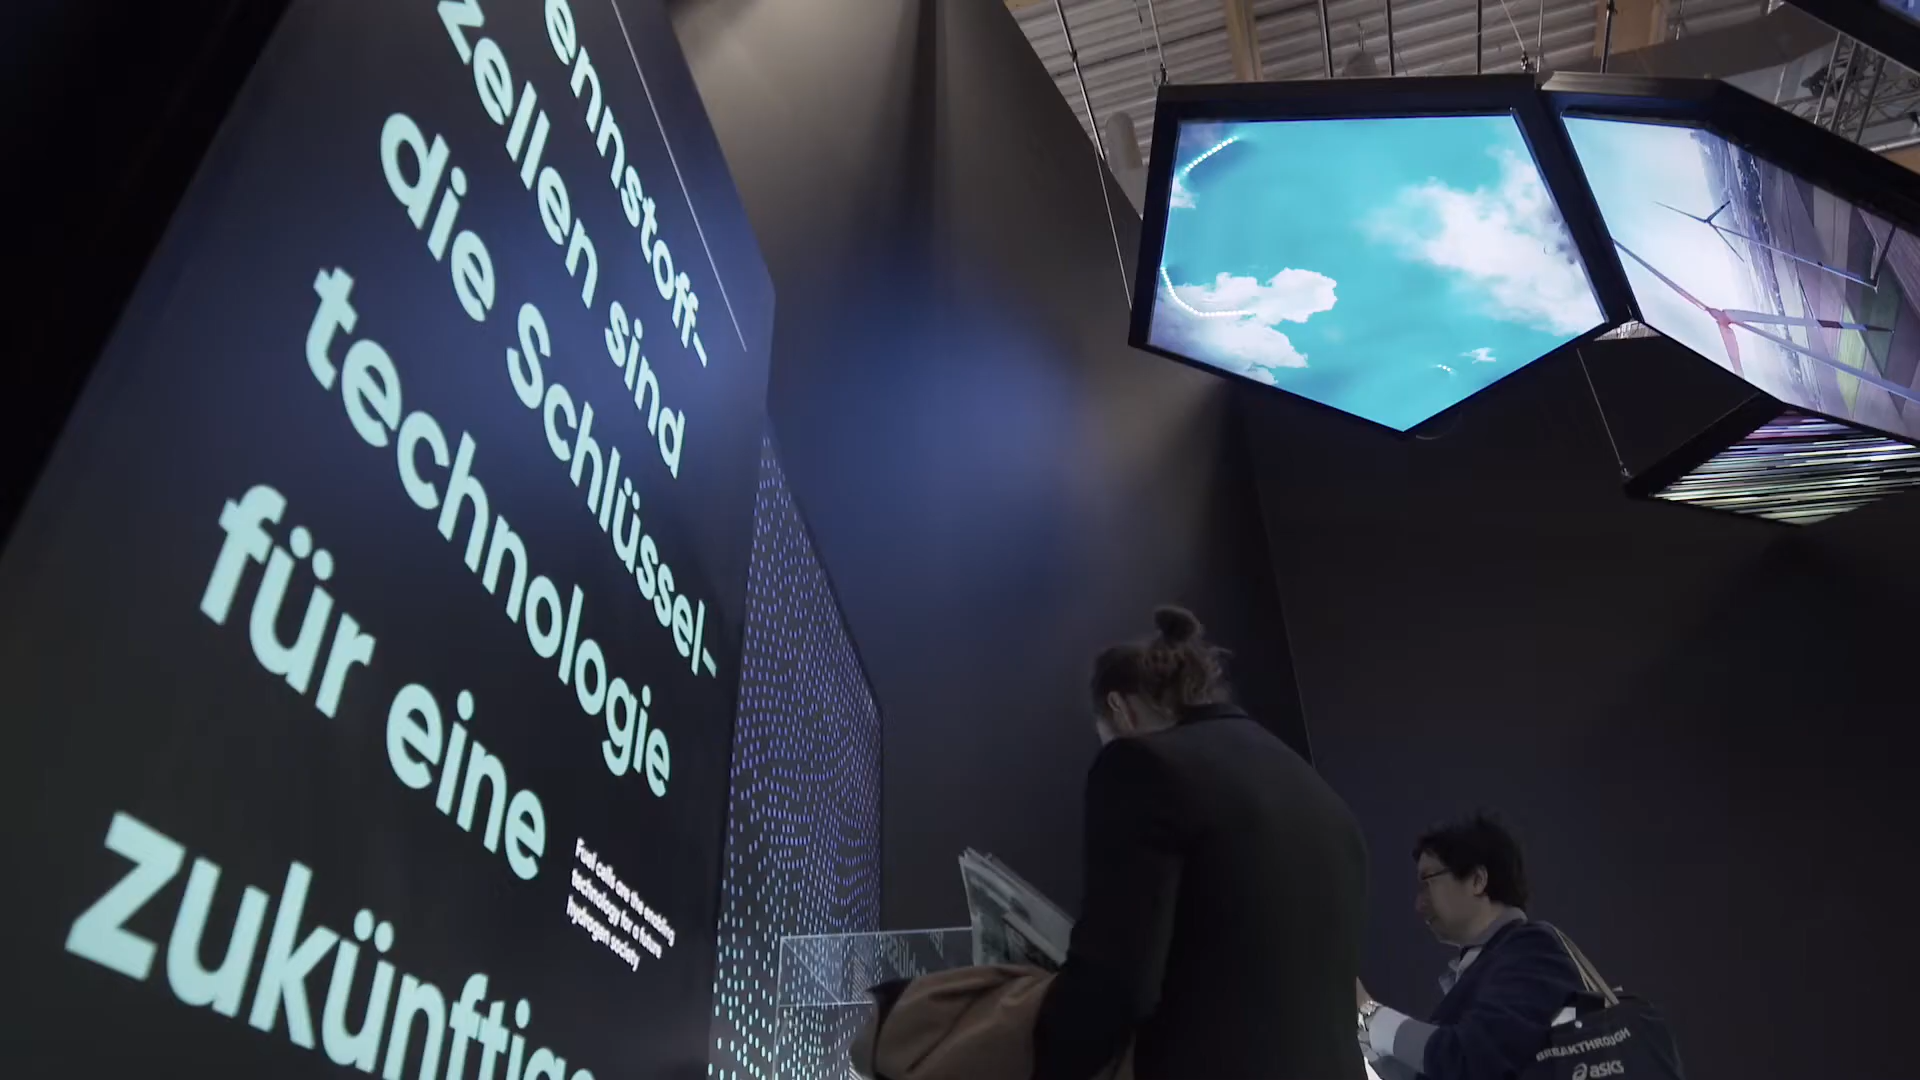 ennstoff-
zellen sind
die Schlüssel-
technologie
für eine
zukünftige
Fuel cells are the enabling
technology for a future
hydrogen society
BREAKTHROUGH
asics